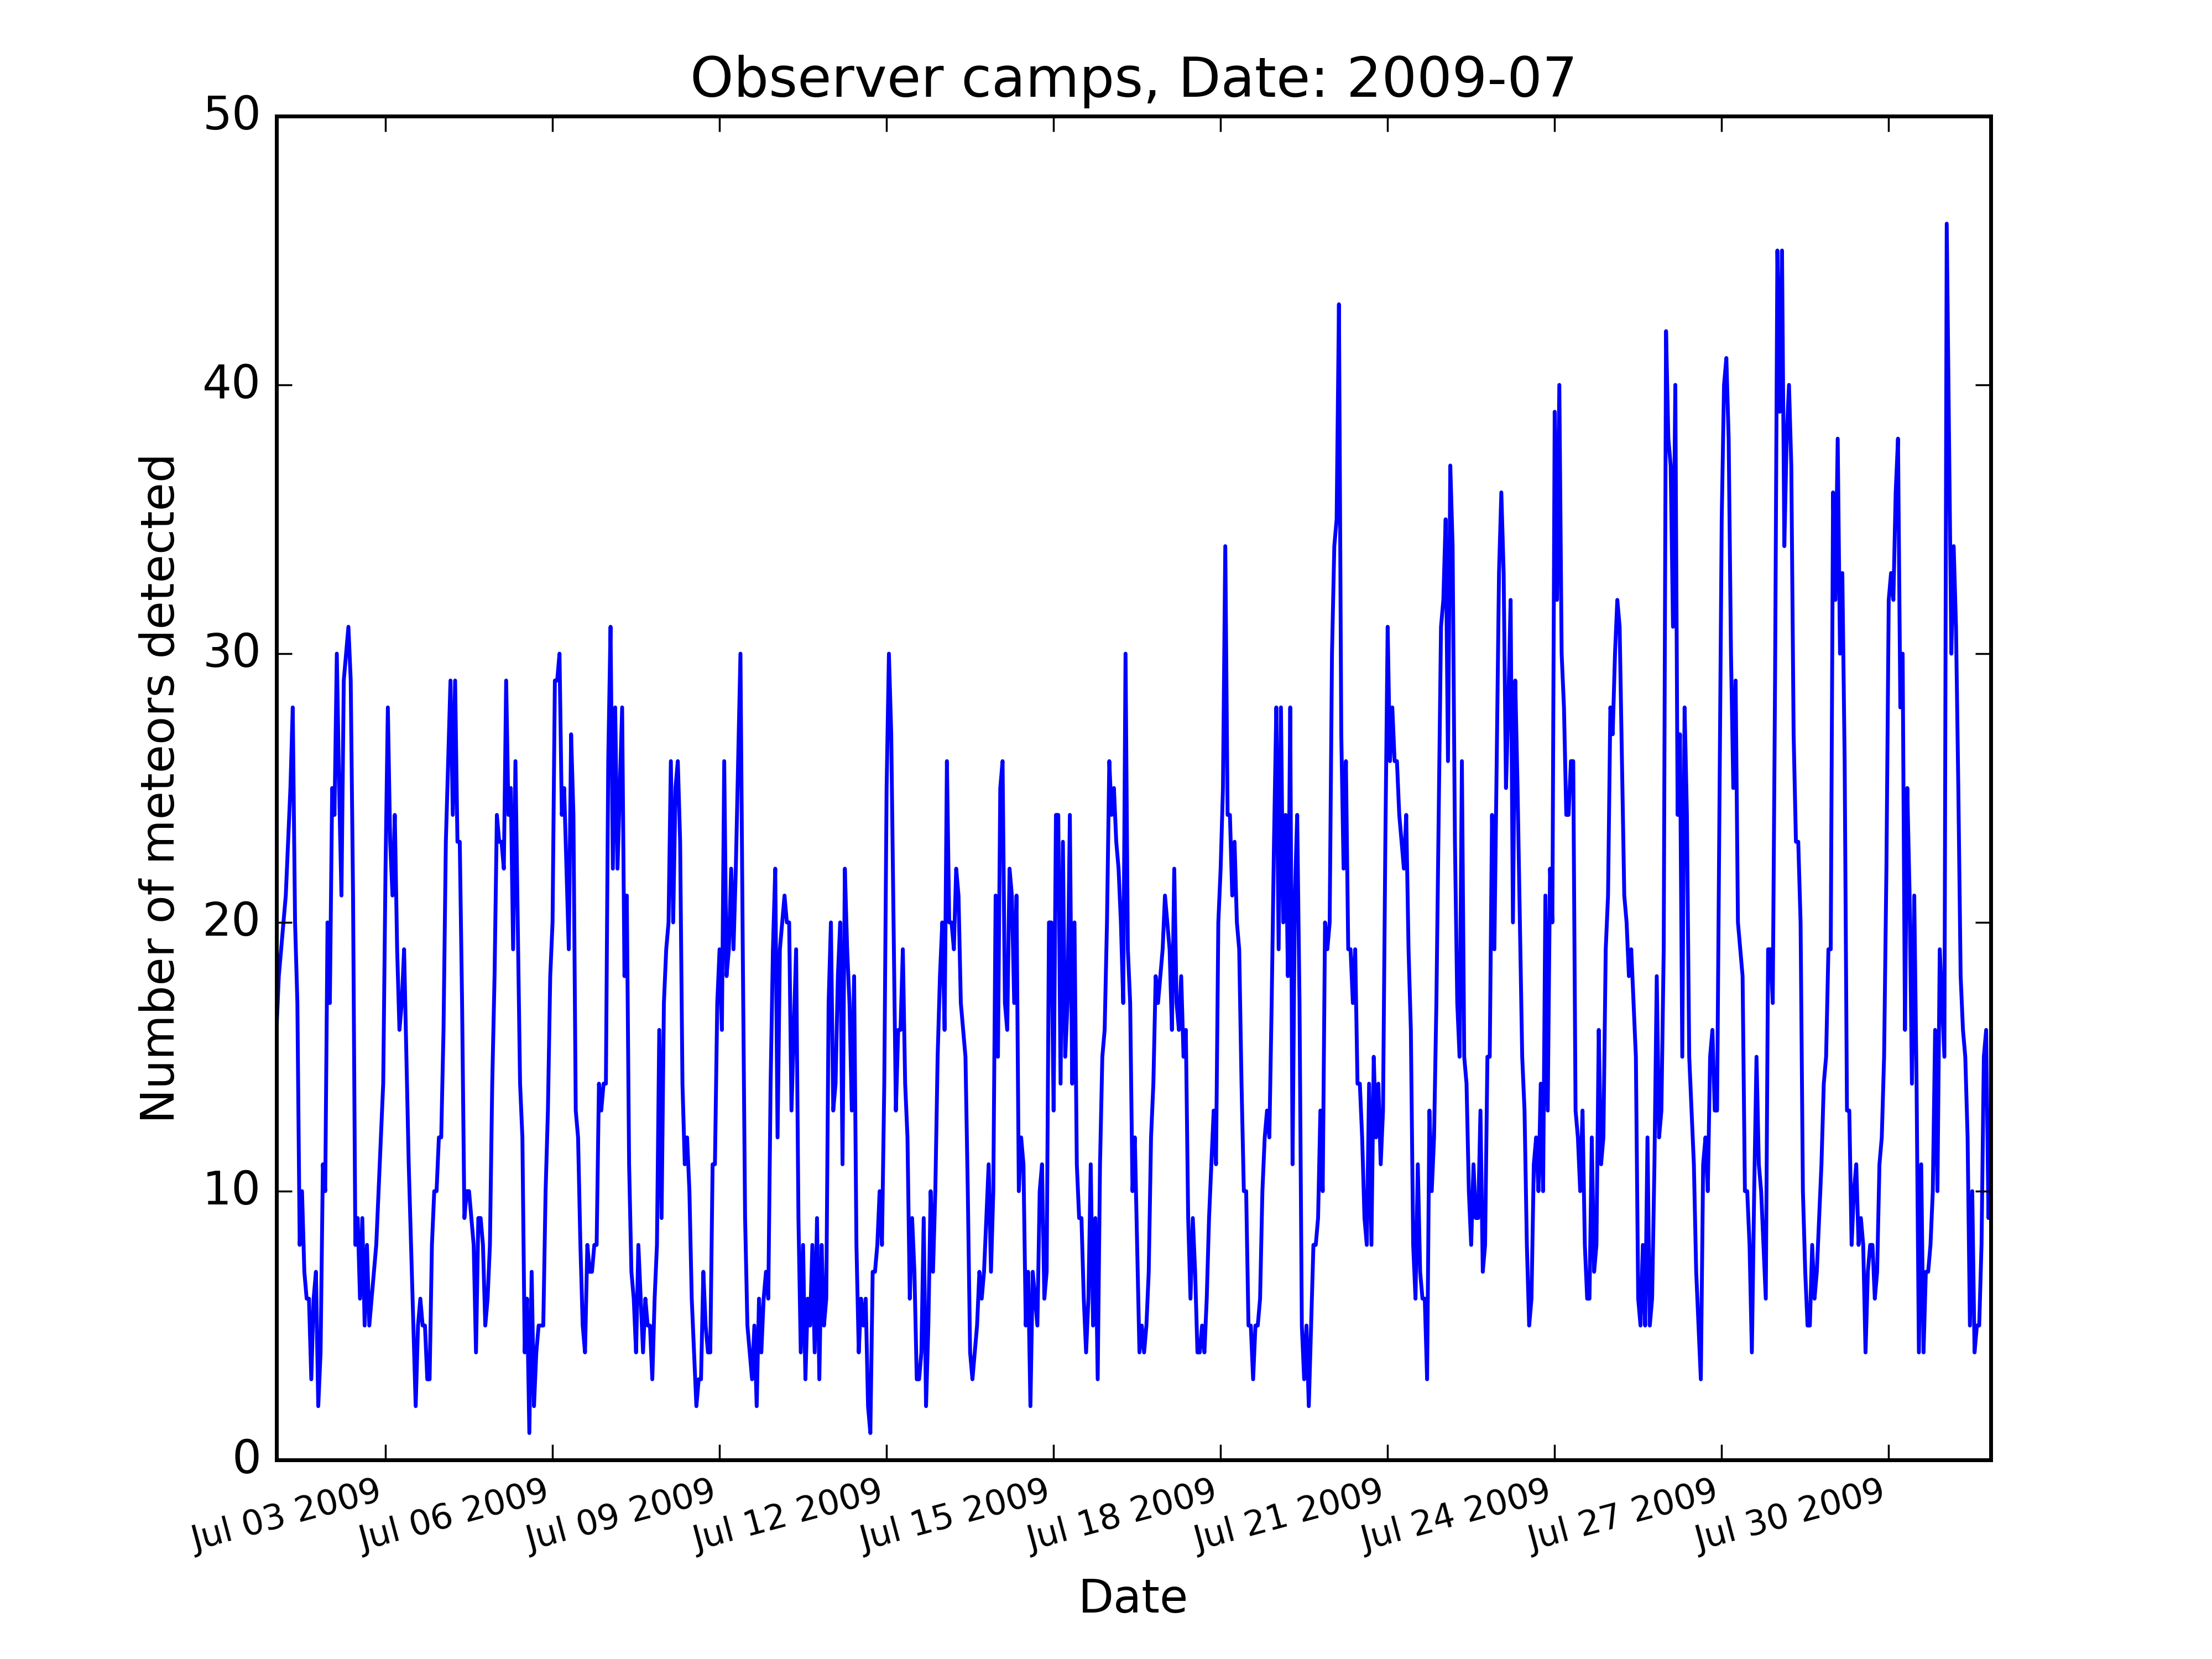 Observer camps, Date: 2009-07
50
40
30
20
10
0
Number of meteors detected
Jul 03 2009
Jul 06 2009
Jul 09 2009
Jul 12 2009
Jul 15 2009
Jul 18 2009
Jul 21 2009
Jul 24 2009
Jul 27 2009
Jul 30 2009
Date